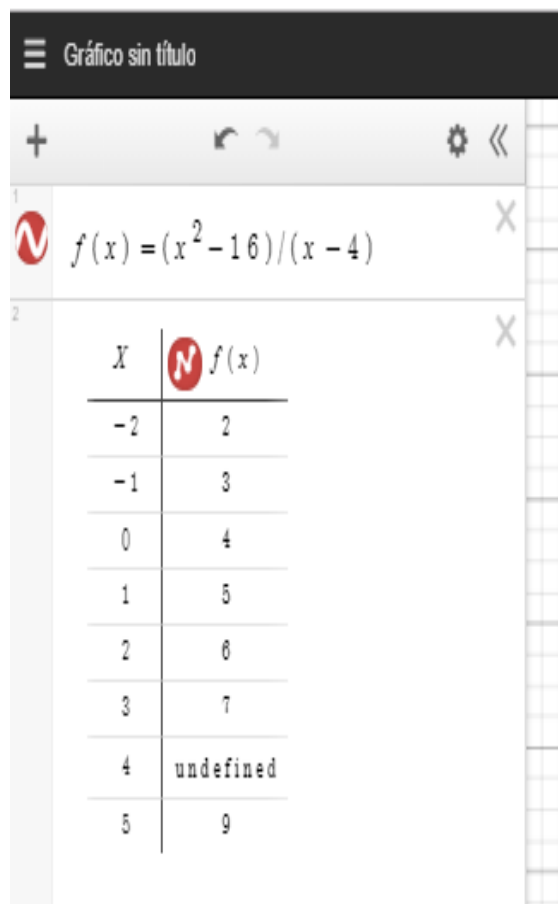 Gráfico sin título
1
f(x)=(x²-16)/(x-4)
2
X f(x)
-2 2
-1 3
0 4
1 5
2 6
3 7
4 undefined
5 9